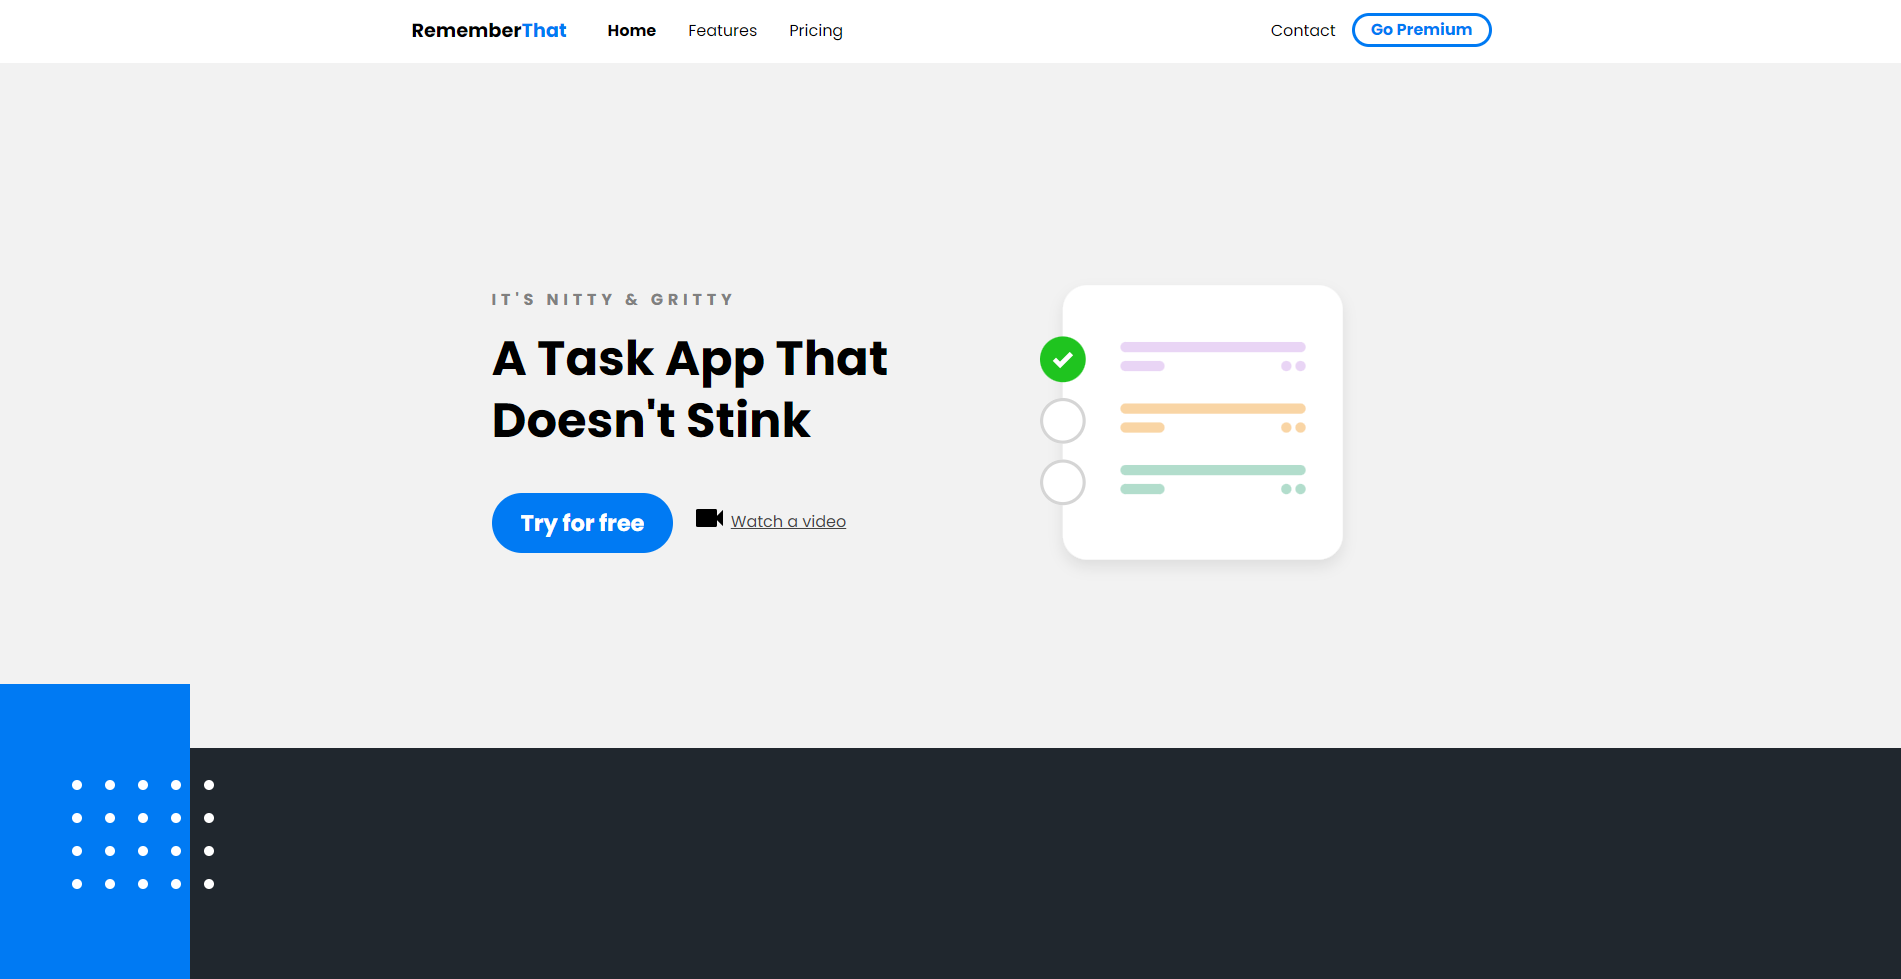 RememberThat Home Features Pricing Contact Go Premium
IT'S NITTY & GRITTY
A Task App That
Doesn't Stink
Try for free Watch a video